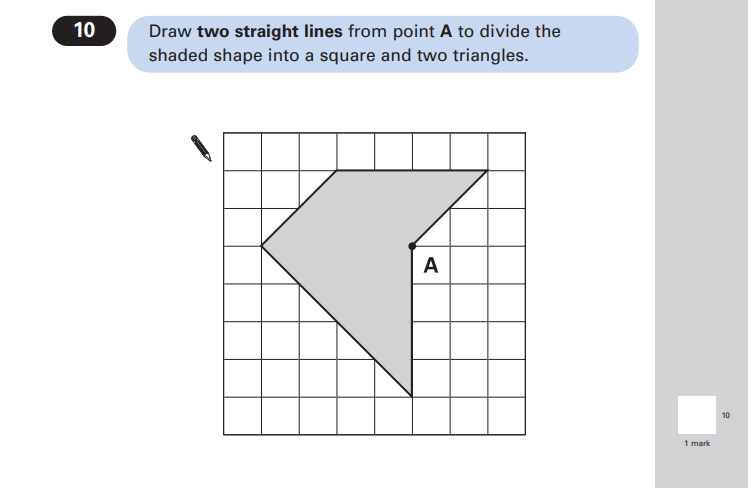 10
Draw two straight lines from point A to divide the
shaded shape into a square and two triangles.
A
10
1 mark